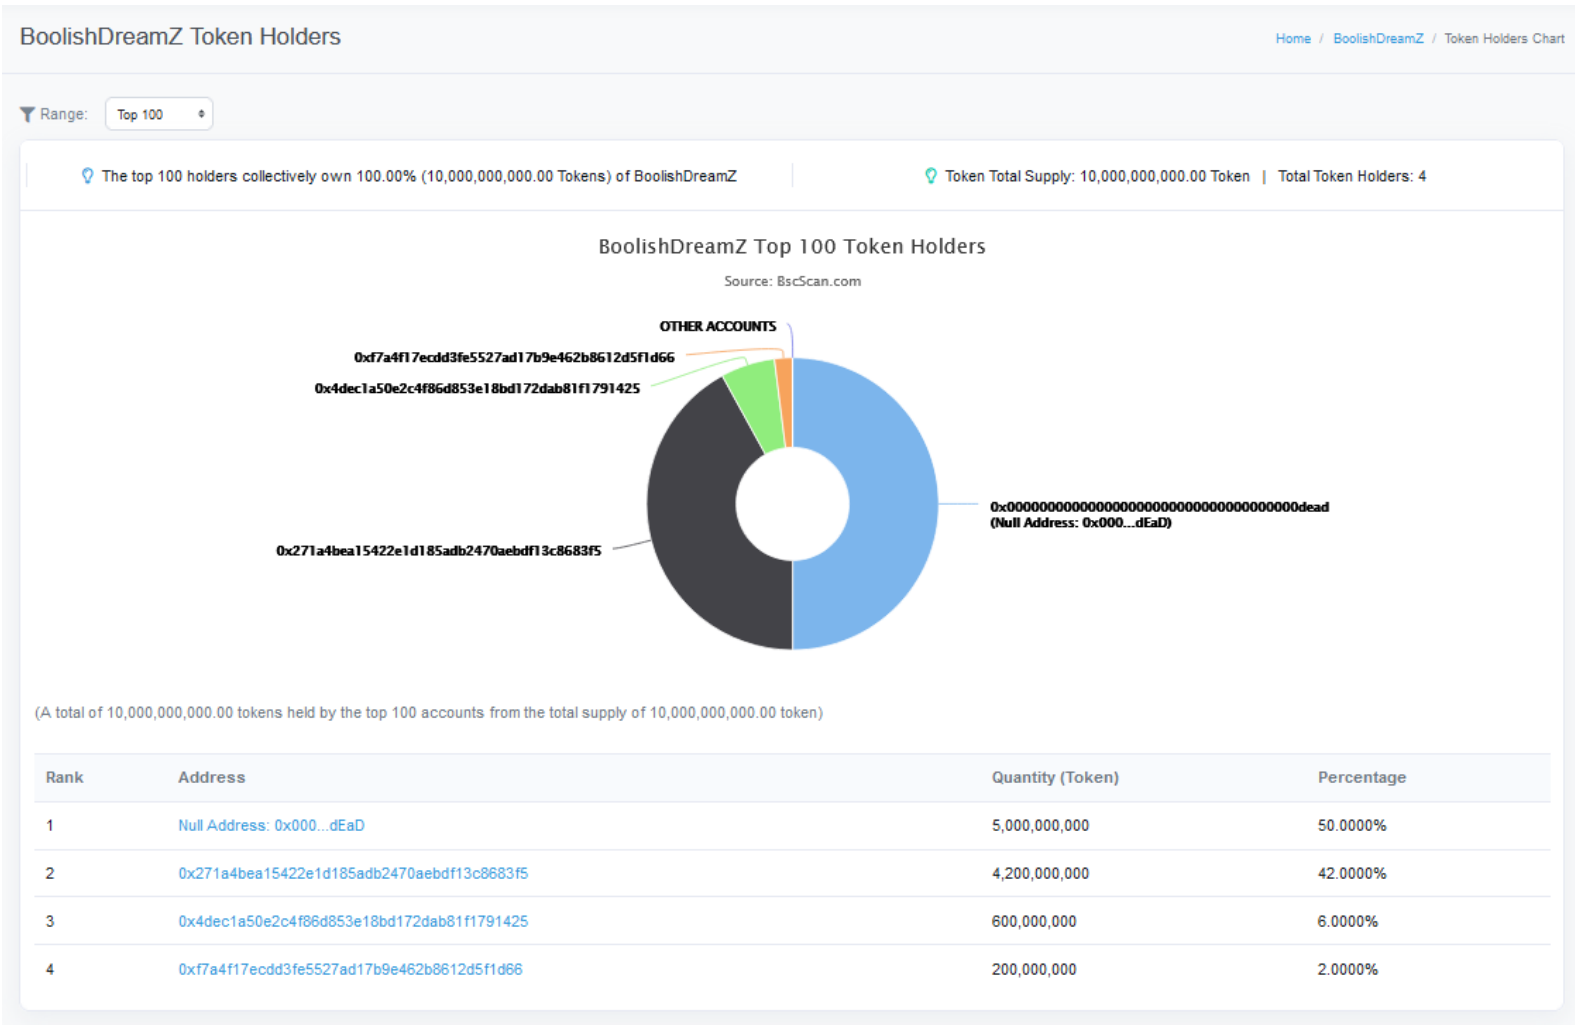 BoolishDreamZ Token Holders
Home / BoolishDreamZ / Token Holders Chart
Range: Top 100
The top 100 holders collectively own 100.00% (10,000,000,000.00 Tokens) of BoolishDreamZ
Token Total Supply: 10,000,000,000.00 Token | Total Token Holders: 4
BoolishDreamZ Top 100 Token Holders
Source: BscScan.com
OTHER ACCOUNTS
0xf7a4f17ecdd3fe5527ad17b9e462b8612d5f1d66
0x4dec1a50e2c4f86d853e18bd172dab81f1791425
0x000000000000000000000000000000000000dead
(Null Address: 0x000...dEaD)
0x271a4bea15422e1d185adb2470aebdf13c8683f5
(A total of 10,000,000,000.00 tokens held by the top 100 accounts from the total supply of 10,000,000,000.00 token)
Rank Address Quantity (Token) Percentage
1 Null Address: 0x000...dEaD 5,000,000,000 50.0000%
2 0x271a4bea15422e1d185adb2470aebdf13c8683f5 4,200,000,000 42.0000%
3 0x4dec1a50e2c4f86d853e18bd172dab81f1791425 600,000,000 6.0000%
4 0xf7a4f17ecdd3fe5527ad17b9e462b8612d5f1d66 200,000,000 2.0000%